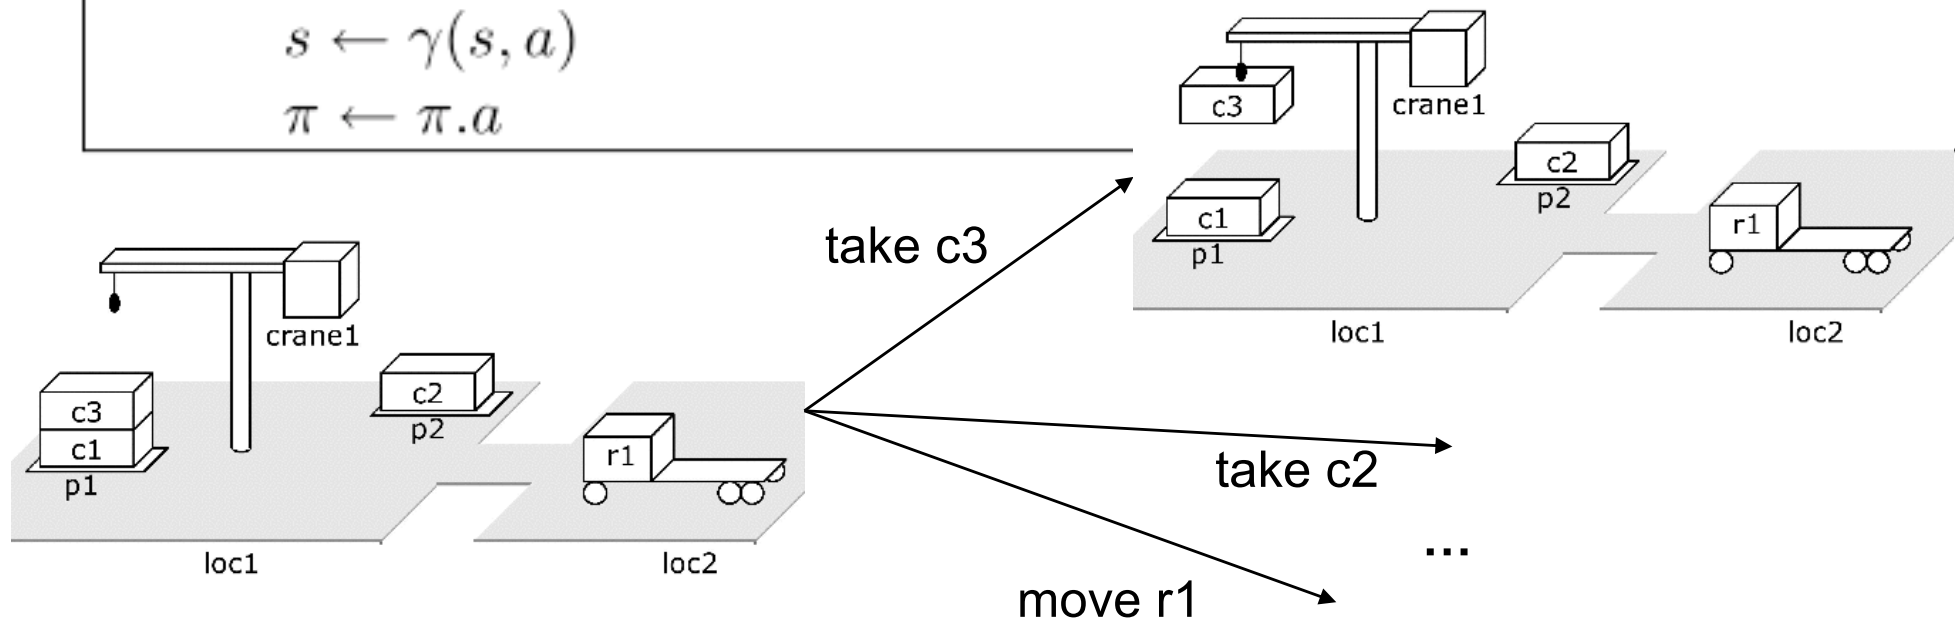 s ← γ(s, a)
π ← π.a
c3
crane1
c2
p2
c1
p1
r1
loc1
loc2
take c3
crane1
c3
c2
c1
p2
p1
r1
loc1
loc2
take c2
...
move r1